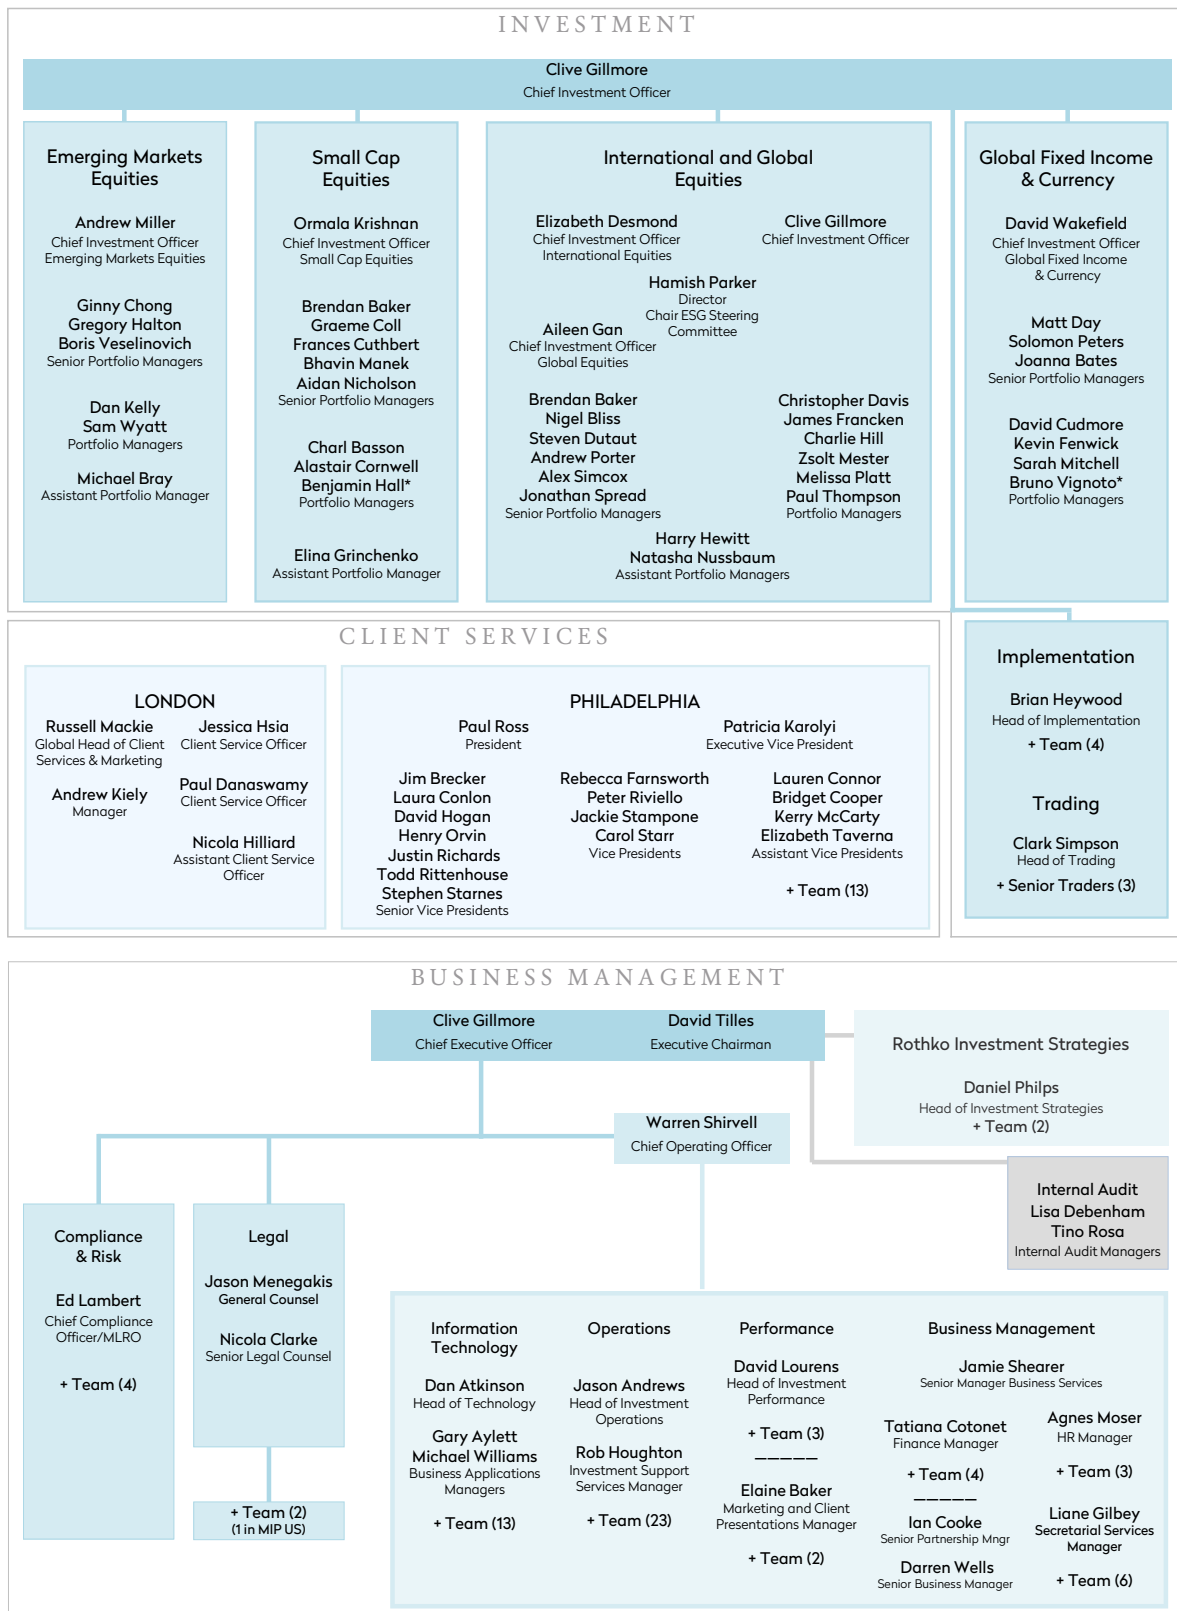 INVESTMENT
Clive Gillmore
Chief Investment Officer
Emerging Markets
Equities
Andrew Miller
Chief Investment Officer
Emerging Markets Equities
Ginny Chong
Gregory Halton
Boris Veselinovich
Senior Portfolio Managers
Dan Kelly
Sam Wyatt
Portfolio Managers
Michael Bray
Assistant Portfolio Manager
Small Cap
Equities
Ormala Krishnan
Chief Investment Officer
Small Cap Equities
Brendan Baker
Graeme Coll
Frances Cuthbert
Bhavin Manek
Aidan Nicholson
Senior Portfolio Managers
Charl Basson
Alastair Cornwell
Benjamin Hall*
Portfolio Managers
Elina Grinchenko
Assistant Portfolio Manager
International and Global
Equities
Elizabeth Desmond
Chief Investment Officer
International Equities
Clive Gillmore
Chief Investment Officer
Hamish Parker
Director
Chair ESG Steering
Committee
Aileen Gan
Chief Investment Officer
Global Equities
Brendan Baker
Nigel Bliss
Steven Dutaut
Andrew Porter
Alex Simcox
Jonathan Spread
Senior Portfolio Managers
Christopher Davis
James Francken
Charlie Hill
Zsolt Mester
Melissa Platt
Paul Thompson
Portfolio Managers
Harry Hewitt
Natasha Nussbaum
Assistant Portfolio Managers
Global Fixed Income
& Currency
David Wakefield
Chief Investment Officer
Global Fixed Income
& Currency
Matt Day
Solomon Peters
Joanna Bates
Senior Portfolio Managers
David Cudmore
Kevin Fenwick
Sarah Mitchell
Bruno Vignoto*
Portfolio Managers
Implementation
Brian Heywood
Head of Implementation
+ Team (4)
Trading
Clark Simpson
Head of Trading
+ Senior Traders (3)
CLIENT SERVICES
LONDON
Russell Mackie
Global Head of Client
Services & Marketing
Andrew Kiely
Manager
Jessica Hsia
Client Service Officer
Paul Danaswamy
Client Service Officer
Nicola Hilliard
Assistant Client Service
Officer
PHILADELPHIA
Paul Ross
President
Patricia Karolyi
Executive Vice President
Jim Brecker
Laura Conlon
David Hogan
Henry Orvin
Justin Richards
Todd Rittenhouse
Stephen Starnes
Senior Vice Presidents
Rebecca Farnsworth
Peter Riviello
Jackie Stampone
Carol Starr
Vice Presidents
Lauren Connor
Bridget Cooper
Kerry McCarty
Elizabeth Taverna
Assistant Vice Presidents
+ Team (13)
BUSINESS MANAGEMENT
Clive Gillmore
Chief Executive Officer
David Tilles
Executive Chairman
Rothko Investment Strategies
Daniel Philps
Head of Investment Strategies
+ Team (2)
Warren Shirvell
Chief Operating Officer
Internal Audit
Lisa Debenham
Tino Rosa
Internal Audit Managers
Compliance
& Risk
Ed Lambert
Chief Compliance
Officer/MLRO
+ Team (4)
Legal
Jason Menegakis
General Counsel
Nicola Clarke
Senior Legal Counsel
+ Team (2)
(1 in MIP US)
Information
Technology
Dan Atkinson
Head of Technology
Gary Aylett
Michael Williams
Business Applications
Managers
+ Team (13)
Operations
Jason Andrews
Head of Investment
Operations
Rob Houghton
Investment Support
Services Manager
+ Team (23)
Performance
David Lourens
Head of Investment
Performance
+ Team (3)
—————
Elaine Baker
Marketing and Client
Presentations Manager
+ Team (2)
Business Management
Jamie Shearer
Senior Manager Business Services
Tatiana Cotonet
Finance Manager
+ Team (4)
—————
Ian Cooke
Senior Partnership Mngr
Darren Wells
Senior Business Manager
Agnes Moser
HR Manager
+ Team (3)
Liane Gilbey
Secretarial Services
Manager
+ Team (6)